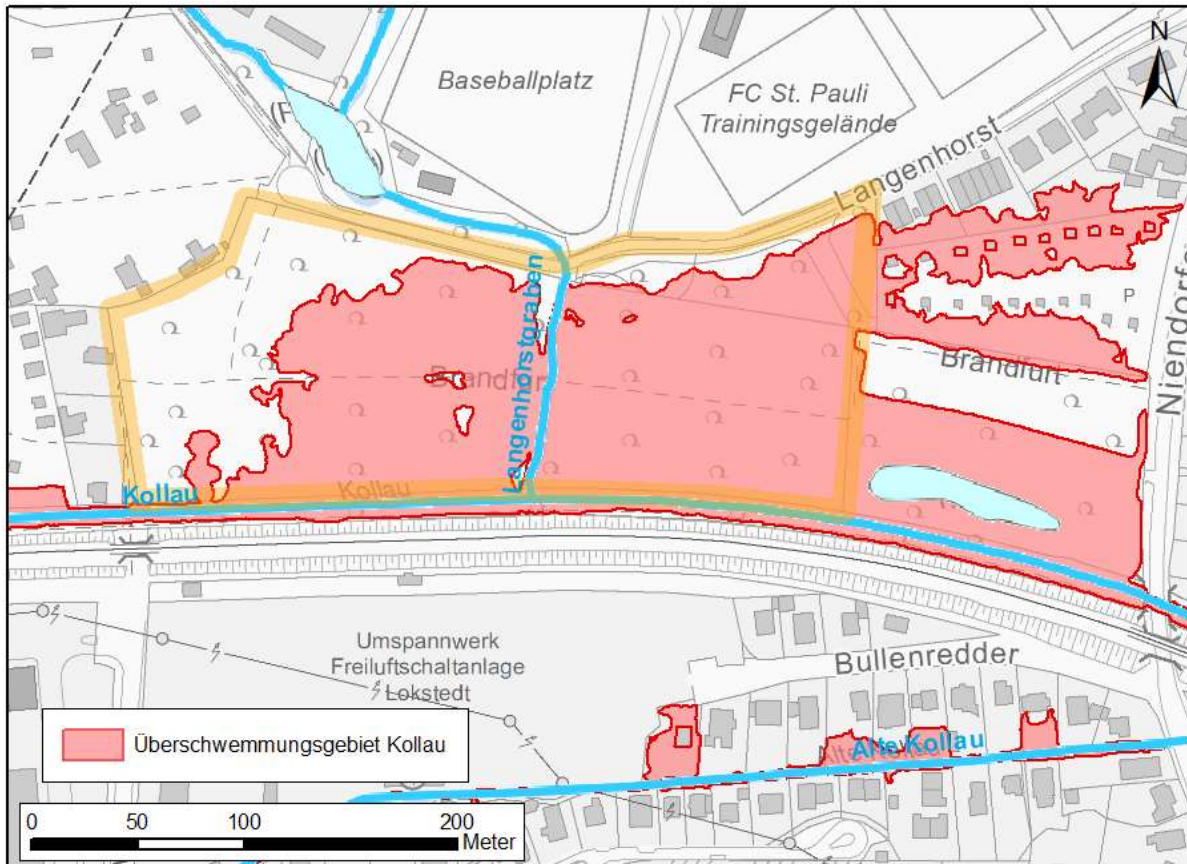 N
Baseballplatz
FC St. Pauli
Trainingsgelände
Langenhorst
(F
Langenhorstgraben
P
Brandfurt
Brandfurt
Kollau
Kollau
Umspannwerk
Freiluftschaltanlage
Lokstedt
Bullenredder
Alte Kollau
Überschwemmungsgebiet Kollau
0 50 100 200
Meter